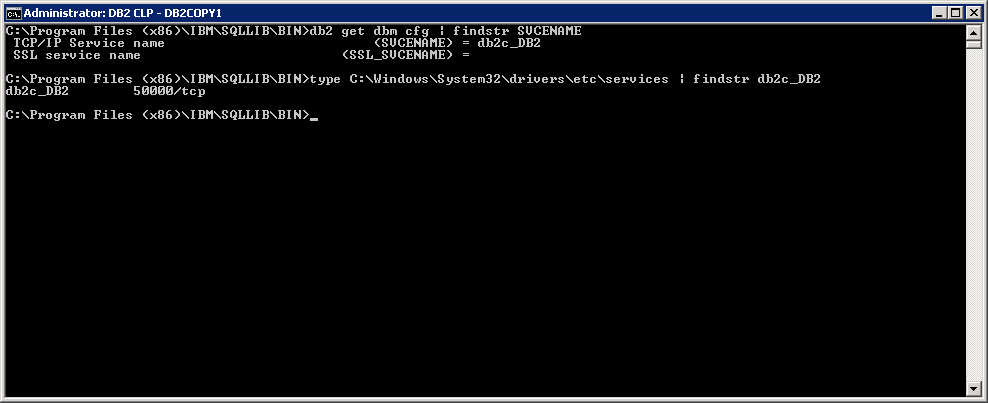 Administrator: DB2 CLP - DB2COPY1
C:\Program Files (x86)\IBM\SQLLIB\BIN>db2 get dbm cfg | findstr SVCENAME
TCP/IP Service name (SVCENAME) = db2c_DB2
SSL service name (SSL_SVCENAME) =
C:\Program Files (x86)\IBM\SQLLIB\BIN>type C:\Windows\System32\drivers\etc\services | findstr db2c_DB2
db2c_DB2 50000/tcp
C:\Program Files (x86)\IBM\SQLLIB\BIN>_